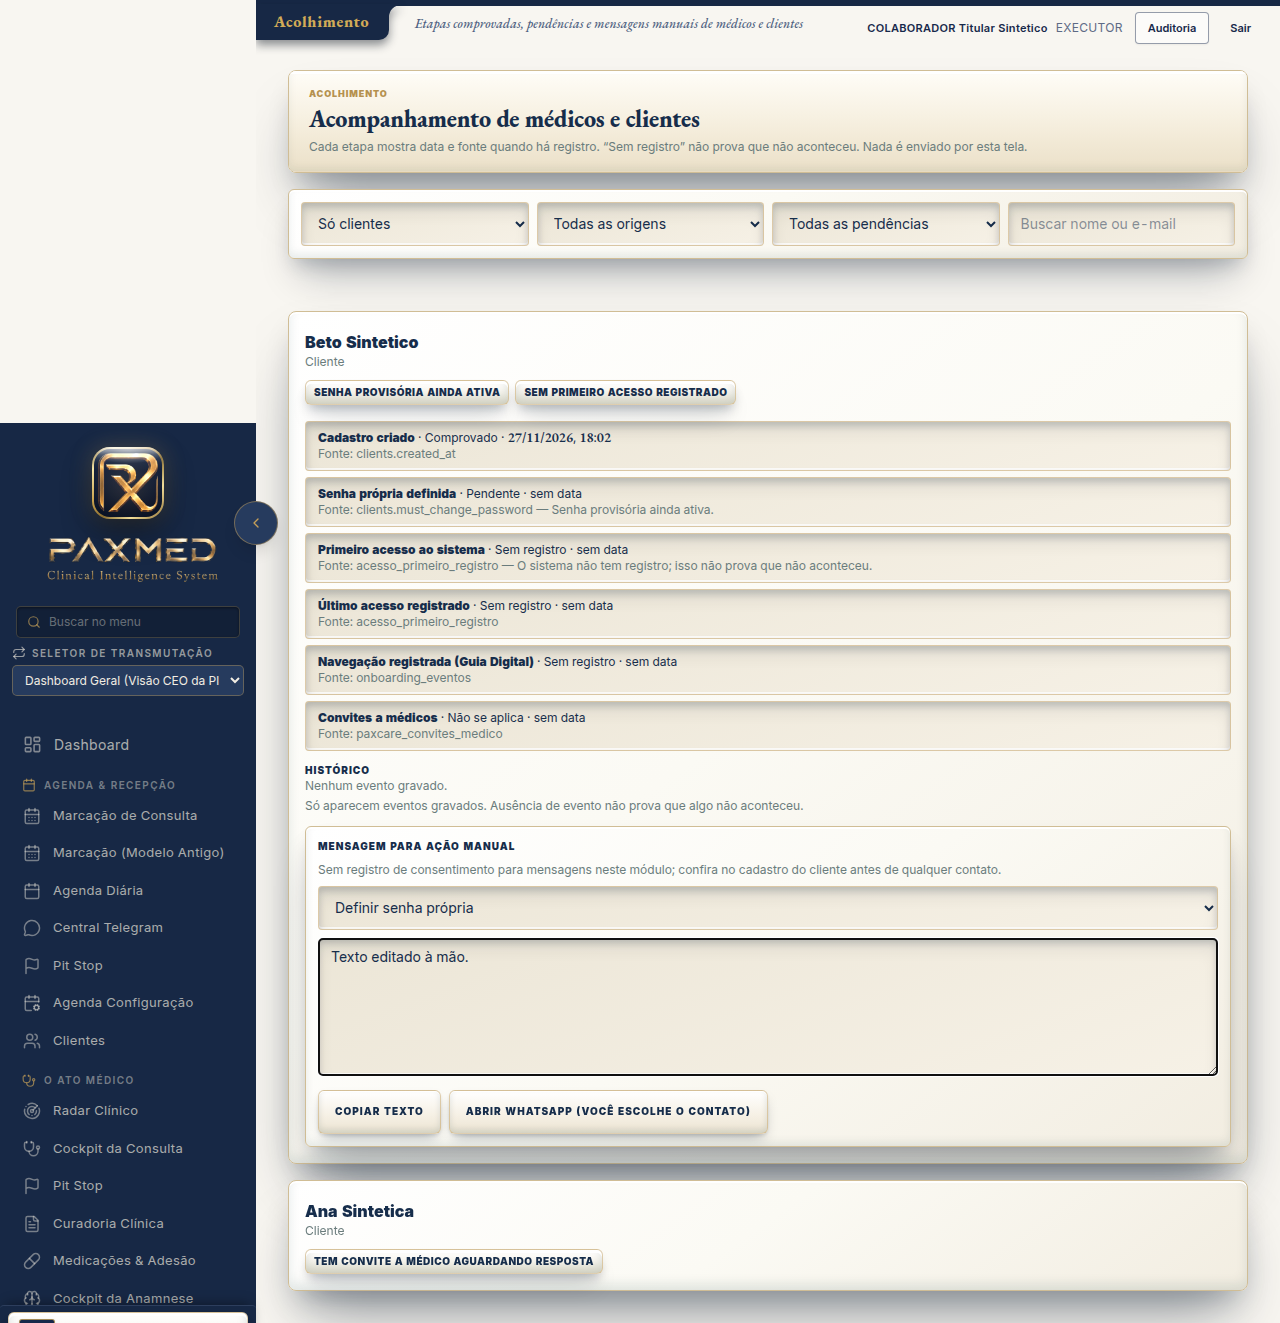 Acolhimento
Etapas comprovadas, pendências e mensagens manuais de médicos e clientes
COLABORADOR Titular Sintetico EXECUTOR
Auditoria
Sair
ACOLHIMENTO
Acompanhamento de médicos e clientes
Cada etapa mostra data e fonte quando há registro. “Sem registro” não prova que não aconteceu. Nada é enviado por esta tela.
Só clientes
Todas as origens
Todas as pendências
Buscar nome ou e-mail
Beto Sintetico
Cliente
SENHA PROVISÓRIA AINDA ATIVA
SEM PRIMEIRO ACESSO REGISTRADO
Cadastro criado · Comprovado · 27/11/2026, 18:02
Fonte: clients.created_at
Senha própria definida · Pendente · sem data
Fonte: clients.must_change_password — Senha provisória ainda ativa.
Primeiro acesso ao sistema · Sem registro · sem data
Fonte: acesso_primeiro_registro — O sistema não tem registro; isso não prova que não aconteceu.
Último acesso registrado · Sem registro · sem data
Fonte: acesso_primeiro_registro
Navegação registrada (Guia Digital) · Sem registro · sem data
Fonte: onboarding_eventos
Convites a médicos · Não se aplica · sem data
Fonte: paxcare_convites_medico
HISTÓRICO
Nenhum evento gravado.
Só aparecem eventos gravados. Ausência de evento não prova que algo não aconteceu.
MENSAGEM PARA AÇÃO MANUAL
Sem registro de consentimento para mensagens neste módulo; confira no cadastro do cliente antes de qualquer contato.
Definir senha própria
Texto editado à mão.
COPIAR TEXTO
ABRIR WHATSAPP (VOCÊ ESCOLHE O CONTATO)
Ana Sintetica
Cliente
TEM CONVITE A MÉDICO AGUARDANDO RESPOSTA
PAXMED
Clinical Intelligence System
Buscar no menu
SELETOR DE TRANSMUTAÇÃO
Dashboard Geral (Visão CEO da Pl
Dashboard
AGENDA & RECEPÇÃO
Marcação de Consulta
Marcação (Modelo Antigo)
Agenda Diária
Central Telegram
Pit Stop
Agenda Configuração
Clientes
O ATO MÉDICO
Radar Clínico
Cockpit da Consulta
Pit Stop
Curadoria Clínica
Medicações & Adesão
Cockpit da Anamnese